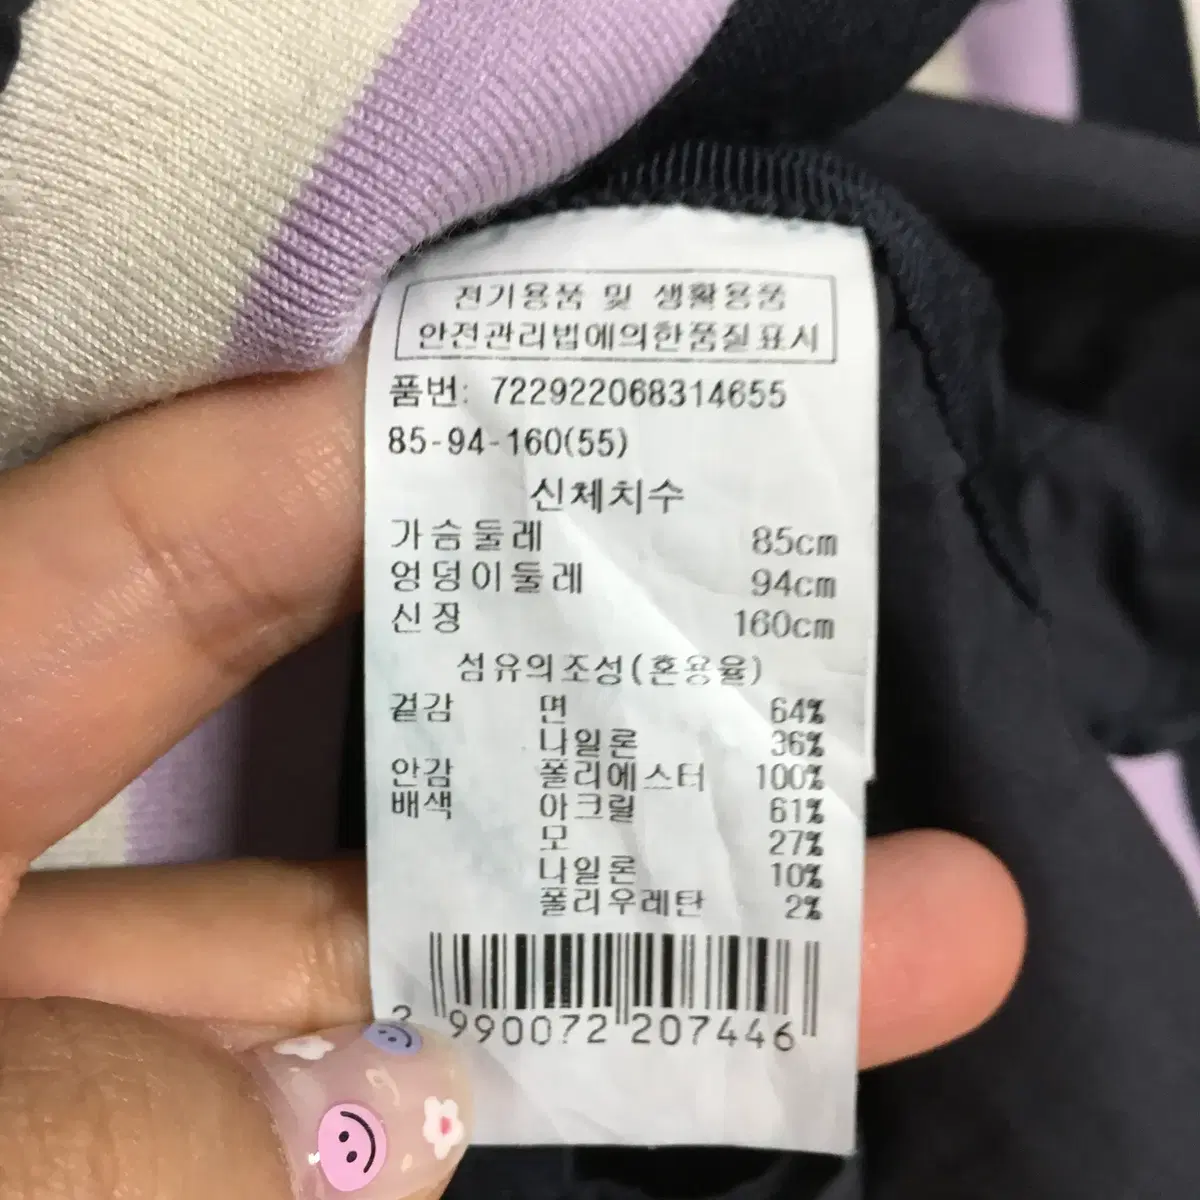 전기용품 및 생활용품
안전관리법에의한품질표시
품번: 722922068314655
85-94-160(55)
신체치수
가슴둘레 85cm
엉덩이둘레 94cm
신장 160cm
섬유의조성(혼용율)
겉감 면 64%
나일론 36%
안감 폴리에스터 100%
배색 아크릴 61%
모 27%
나일론 10%
폴리우레탄 2%
990072 207446